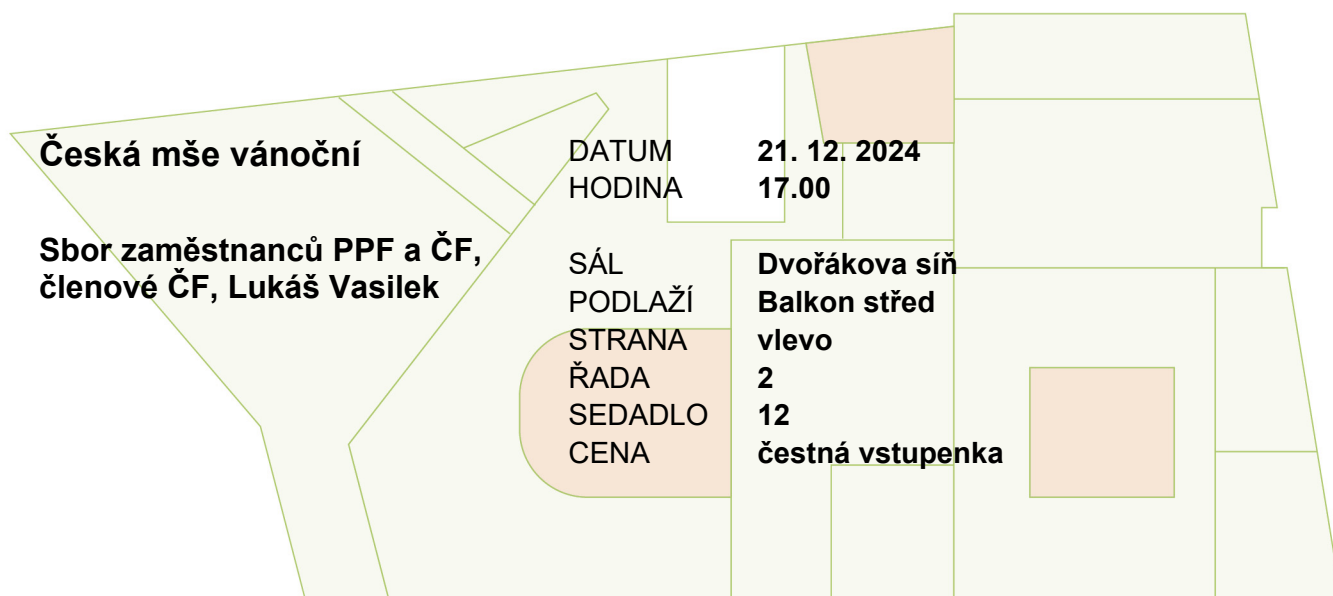 Česká mše vánoční
Sbor zaměstnanců PPF a ČF,
členové ČF, Lukáš Vasilek
DATUM 21. 12. 2024
HODINA 17.00
SÁL Dvořákova síň
PODLAŽÍ Balkon střed
STRANA vlevo
ŘADA 2
SEDADLO 12
CENA čestná vstupenka